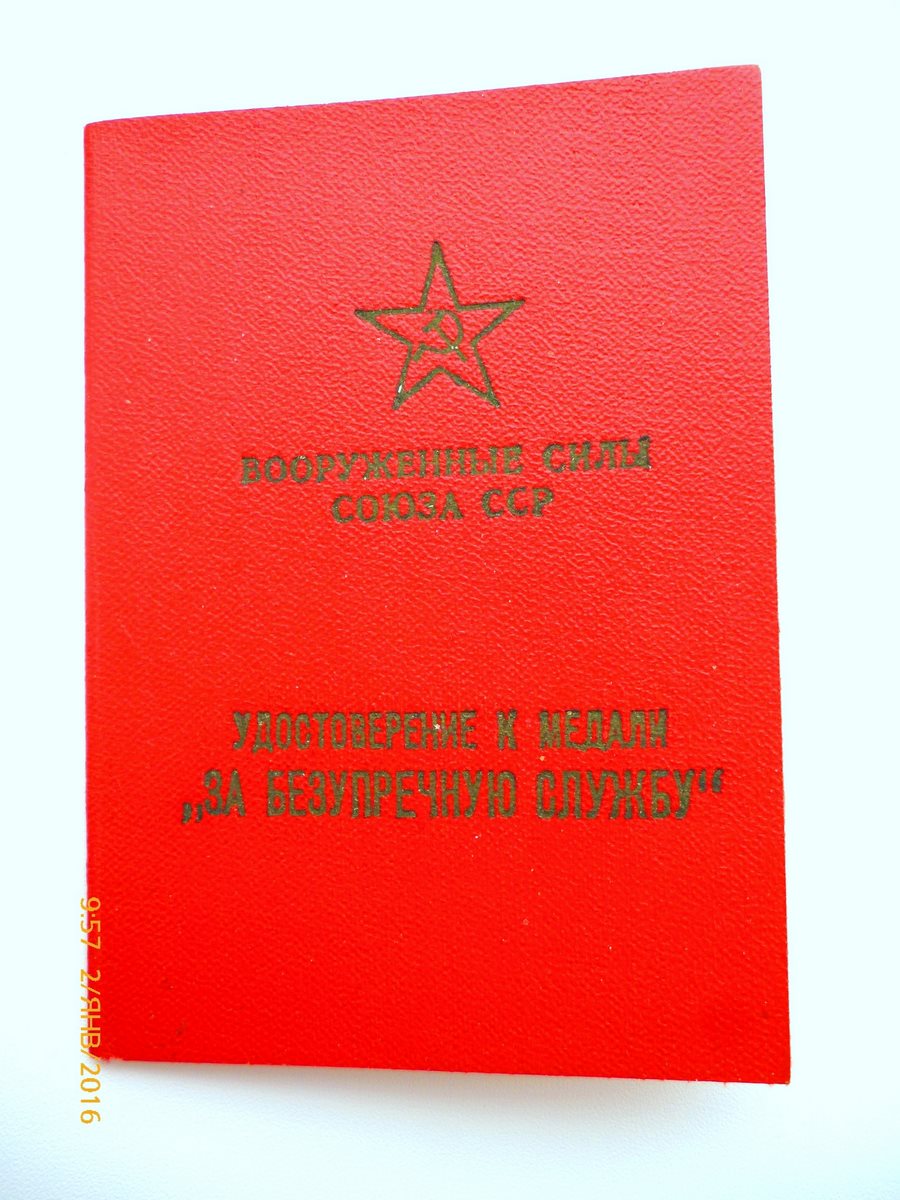 ВООРУЖЕННЫЕ СИЛЫ
СОЮЗА ССР
УДОСТОВЕРЕНИЕ К МЕДАЛИ
„ЗА БЕЗУПРЕЧНУЮ СЛУЖБУ“
9:57 2/ЯНВ/2016